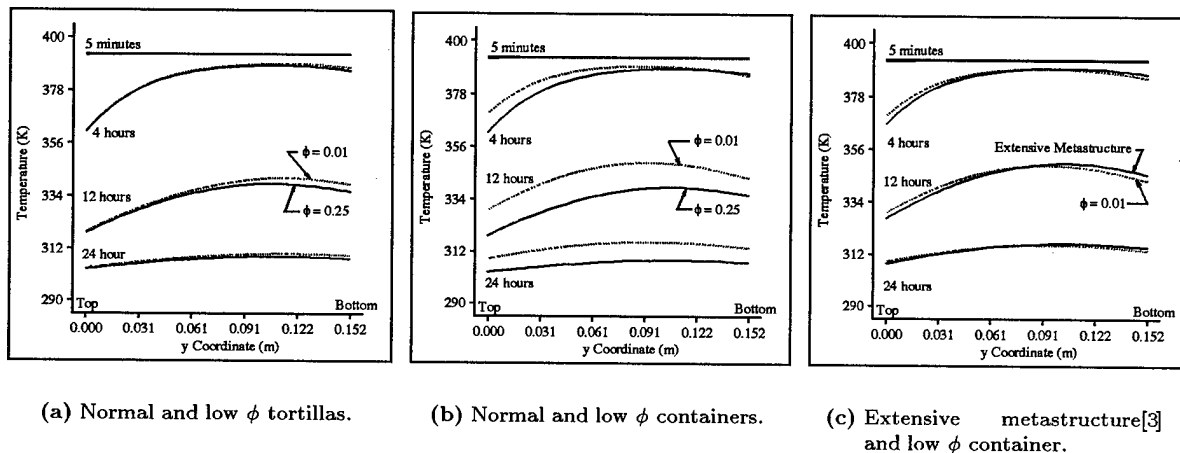 400
378
356
334
312
290
Temperature (K)
5 minutes
4 hours
12 hours
24 hour
ϕ = 0.01
ϕ = 0.25
Top
Bottom
0.000 0.031 0.061 0.091 0.122 0.152
y Coordinate (m)
(a) Normal and low ϕ tortillas.
400
378
356
334
312
290
Temperature (K)
5 minutes
4 hours
12 hours
24 hours
ϕ = 0.01
ϕ = 0.25
Top
Bottom
0.000 0.031 0.061 0.091 0.122 0.152
y Coordinate (m)
(b) Normal and low ϕ containers.
400
378
356
334
312
290
Temperature (K)
5 minutes
4 hours
12 hours
24 hours
Extensive Metastructure
ϕ = 0.01
Top
Bottom
0.000 0.031 0.061 0.091 0.122 0.152
y Coordinate (m)
(c) Extensive metastructure[3]
and low ϕ container.